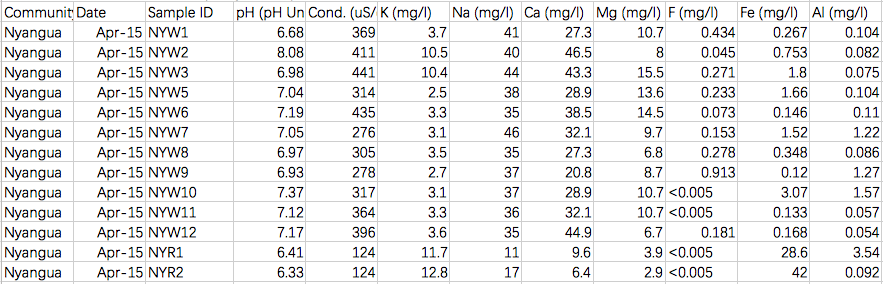 Community Date Sample ID pH (pH Un Cond. (uS/ K (mg/l) Na (mg/l) Ca (mg/l) Mg (mg/l) F (mg/l) Fe (mg/l) Al (mg/l)
Nyangua Apr-15 NYW1 6.68 369 3.7 41 27.3 10.7 0.434 0.267 0.104
Nyangua Apr-15 NYW2 8.08 411 10.5 40 46.5 8 0.045 0.753 0.082
Nyangua Apr-15 NYW3 6.98 441 10.4 44 43.3 15.5 0.271 1.8 0.075
Nyangua Apr-15 NYW5 7.04 314 2.5 38 28.9 13.6 0.233 1.66 0.104
Nyangua Apr-15 NYW6 7.19 435 3.3 35 38.5 14.5 0.073 0.146 0.11
Nyangua Apr-15 NYW7 7.05 276 3.1 46 32.1 9.7 0.153 1.52 1.22
Nyangua Apr-15 NYW8 6.97 305 3.5 35 27.3 6.8 0.278 0.348 0.086
Nyangua Apr-15 NYW9 6.93 278 2.7 37 20.8 8.7 0.913 0.12 1.27
Nyangua Apr-15 NYW10 7.37 317 3.1 37 28.9 10.7 <0.005 3.07 1.57
Nyangua Apr-15 NYW11 7.12 364 3.3 36 32.1 10.7 <0.005 0.133 0.057
Nyangua Apr-15 NYW12 7.17 396 3.6 35 44.9 6.7 0.181 0.168 0.054
Nyangua Apr-15 NYR1 6.41 124 11.7 11 9.6 3.9 <0.005 28.6 3.54
Nyangua Apr-15 NYR2 6.33 124 12.8 17 6.4 2.9 <0.005 42 0.092